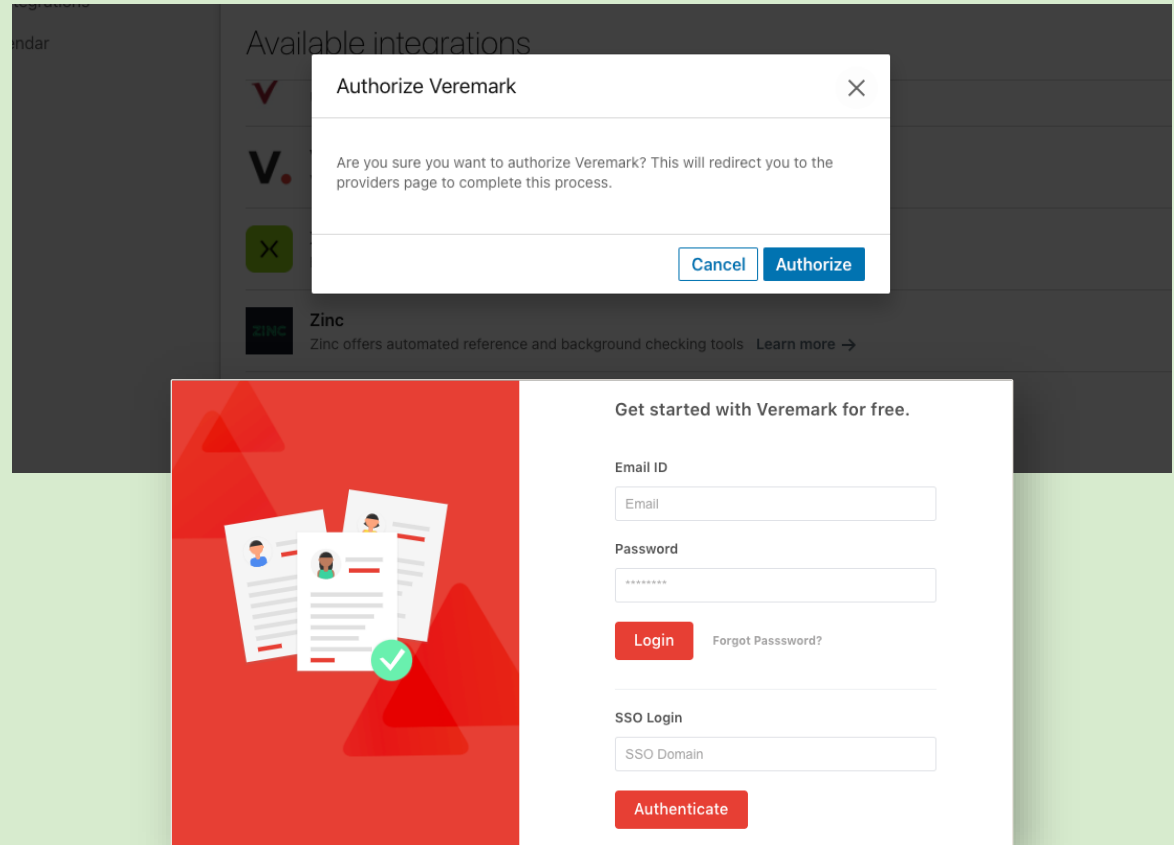 endar
Available integrations
Authorize Veremark
Are you sure you want to authorize Veremark? This will redirect you to the
providers page to complete this process.
Cancel
Authorize
V.
ZINC
Zinc
Zinc offers automated reference and background checking tools Learn more →
Get started with Veremark for free.
Email ID
Email
Password
********
Login
Forgot Passsword?
SSO Login
SSO Domain
Authenticate